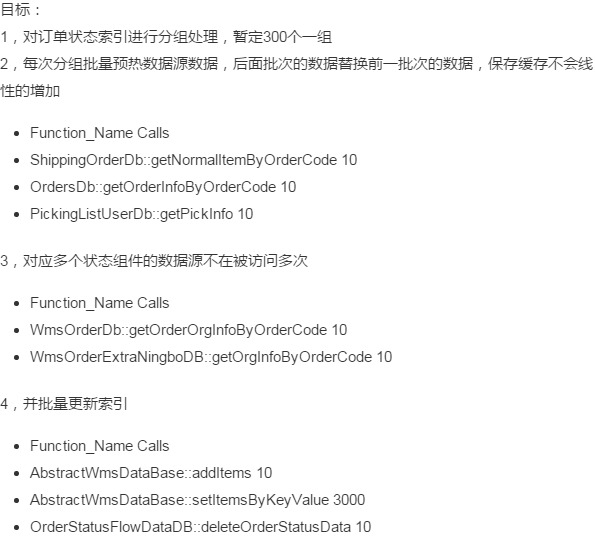 目标：
1，对订单状态索引进行分组处理，暂定300个一组
2，每次分组批量预热数据源数据，后面批次的数据替换前一批次的数据，保存缓存不会线
性的增加
Function_Name Calls
ShippingOrderDb::getNormalItemByOrderCode 10
OrdersDb::getOrderInfoByOrderCode 10
PickingListUserDb::getPickInfo 10
3，对应多个状态组件的数据源不在被访问多次
Function_Name Calls
WmsOrderDb::getOrderOrgInfoByOrderCode 10
WmsOrderExtraNingboDB::getOrgInfoByOrderCode 10
4，并批量更新索引
Function_Name Calls
AbstractWmsDataBase::addItems 10
AbstractWmsDataBase::setItemsByKeyValue 3000
OrderStatusFlowDataDB::deleteOrderStatusData 10